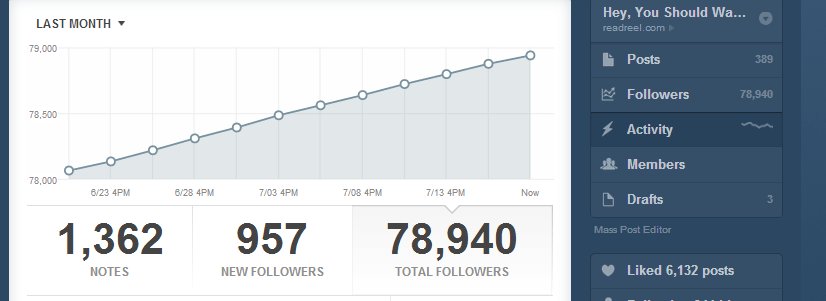 LAST MONTH
79,000
78,500
78,000
6/23 4PM
6/28 4PM
7/03 4PM
7/08 4PM
7/13 4PM
Now
1,362
NOTES
957
NEW FOLLOWERS
78,940
TOTAL FOLLOWERS
Hey, You Should Wa...
readreel.com
Posts 389
Followers 78,940
Activity
Members
Drafts 3
Mass Post Editor
Liked 6,132 posts